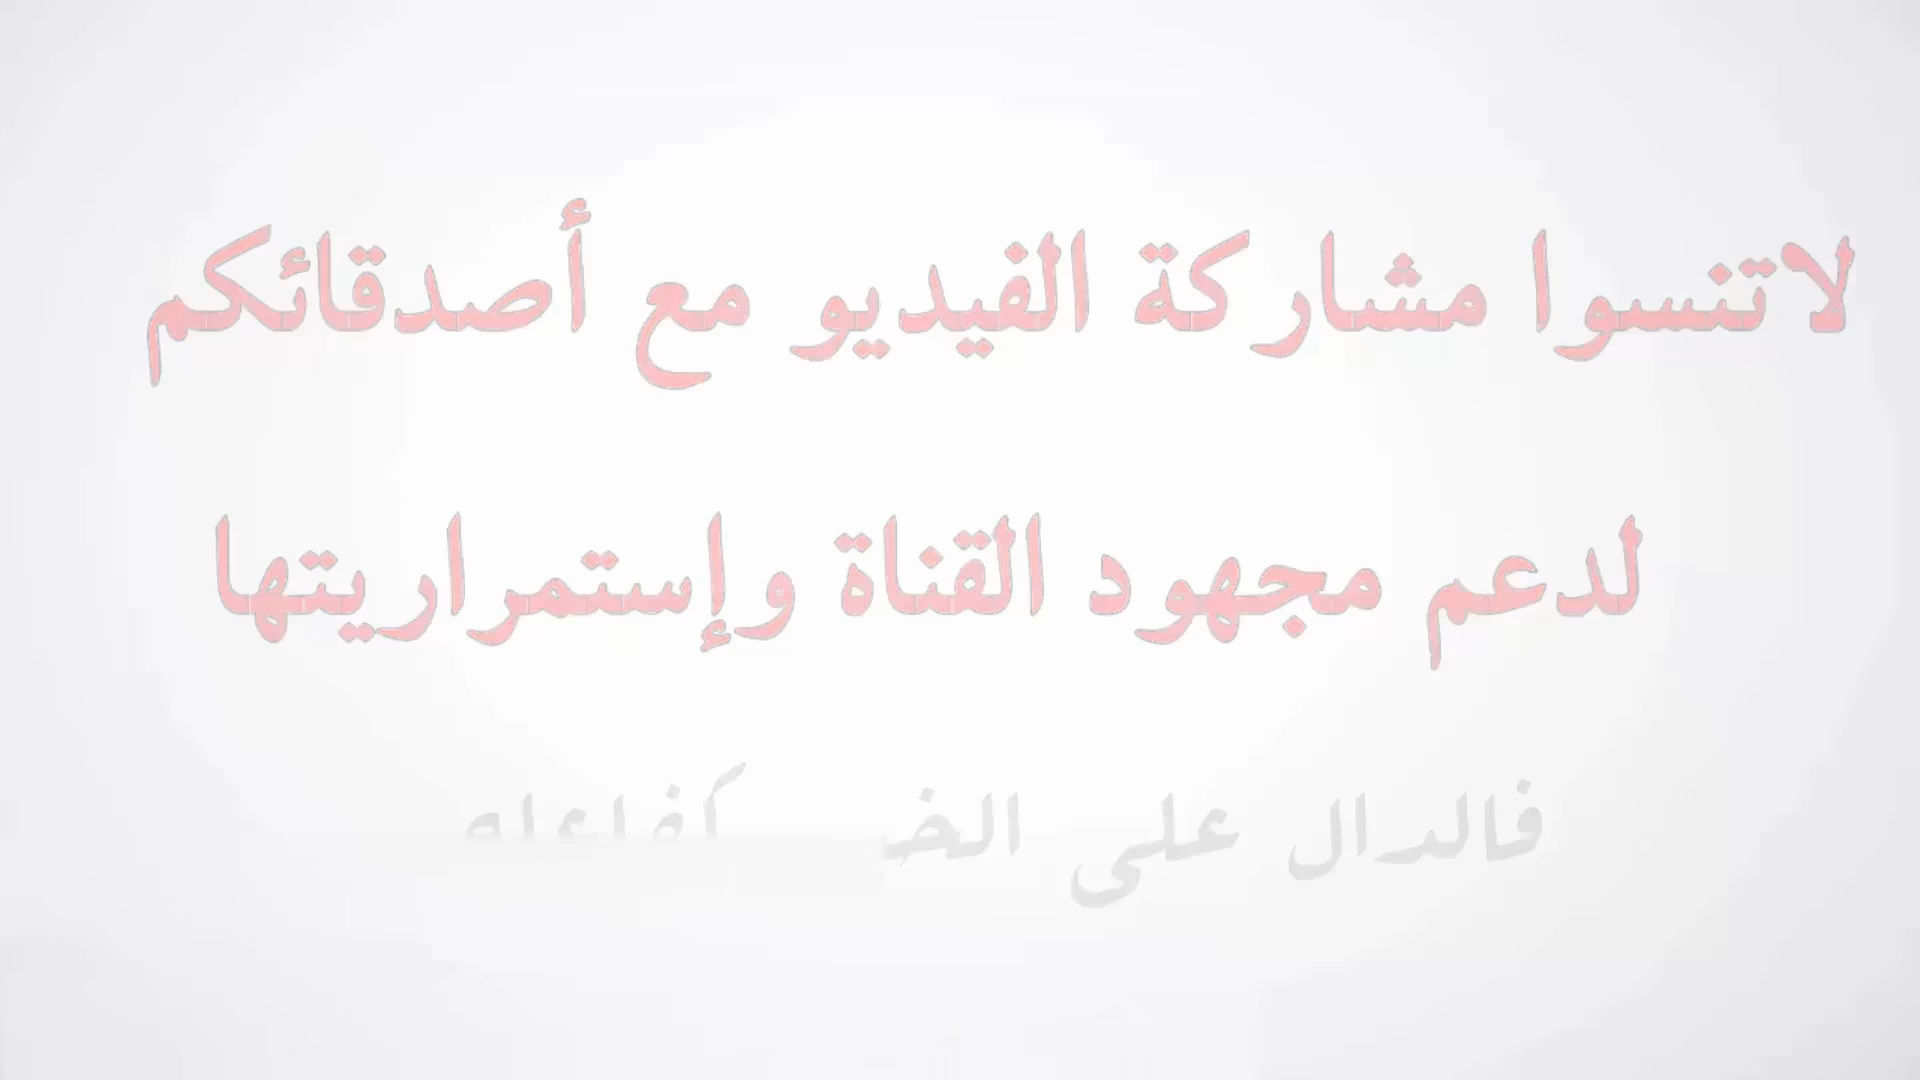 لاتنسوا مشاركة الفيديو مع أصدقائكم
لدعم مجهود القناة وإستمراريتها
فالدال على